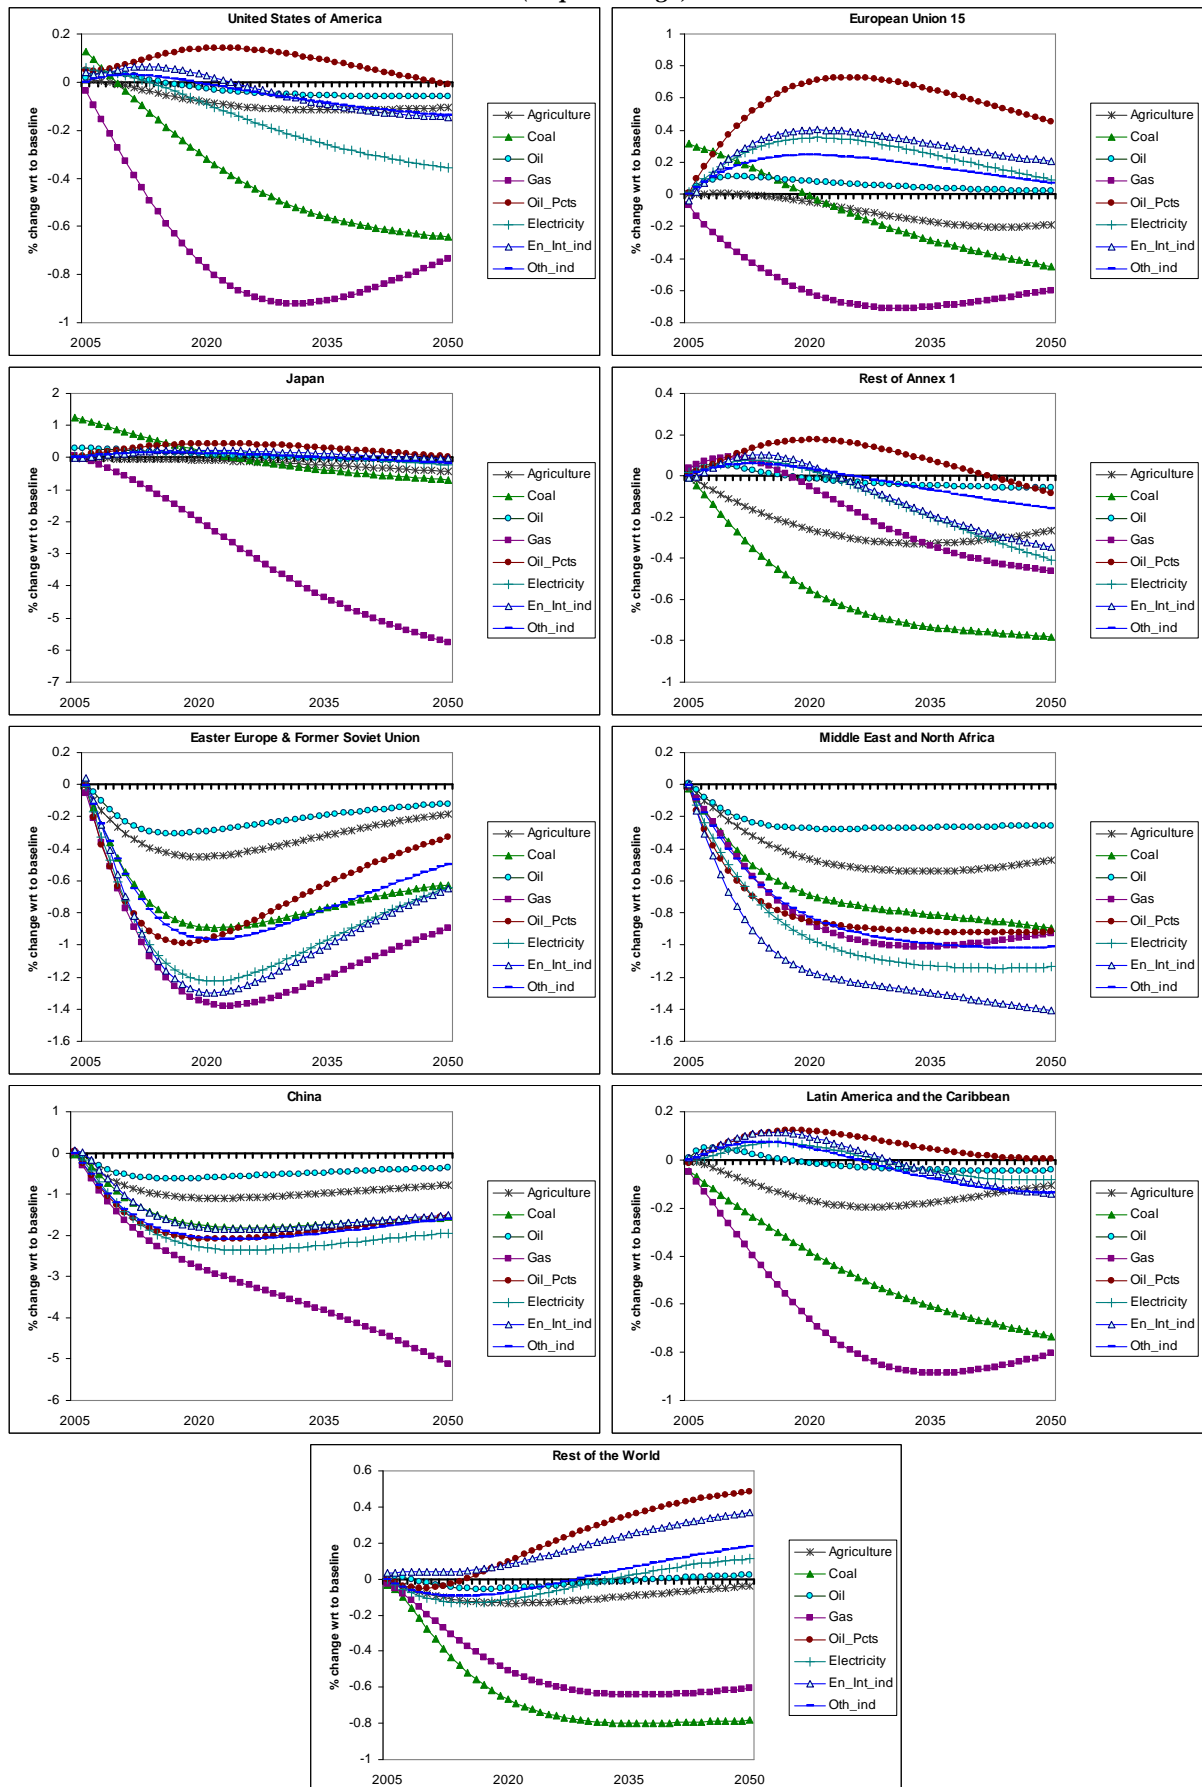 United States of America
0.2
0
-0.2
-0.4
-0.6
-0.8
-1
% change wrt to baseline
2005
2020
2035
2050
Agriculture
Coal
Oil
Gas
Oil_Pcts
Electricity
En_Int_ind
Oth_ind
European Union 15
1
0.8
0.6
0.4
0.2
0
-0.2
-0.4
-0.6
-0.8
% change wrt to baseline
2005
2020
2035
2050
Agriculture
Coal
Oil
Gas
Oil_Pcts
Electricity
En_Int_ind
Oth_ind
Japan
2
1
0
-1
-2
-3
-4
-5
-6
-7
% change wrt to baseline
2005
2020
2035
2050
Agriculture
Coal
Oil
Gas
Oil_Pcts
Electricity
En_Int_ind
Oth_ind
Rest of Annex 1
0.4
0.2
0
-0.2
-0.4
-0.6
-0.8
-1
% change wrt to baseline
2005
2020
2035
2050
Agriculture
Coal
Oil
Gas
Oil_Pcts
Electricity
En_Int_ind
Oth_ind
Easter Europe & Former Soviet Union
0.2
0
-0.2
-0.4
-0.6
-0.8
-1
-1.2
-1.4
-1.6
% change wrt to baseline
2005
2020
2035
2050
Agriculture
Coal
Oil
Gas
Oil_Pcts
Electricity
En_Int_ind
Oth_ind
Middle East and North Africa
0.2
0
-0.2
-0.4
-0.6
-0.8
-1
-1.2
-1.4
-1.6
% change wrt to baseline
2005
2020
2035
2050
Agriculture
Coal
Oil
Gas
Oil_Pcts
Electricity
En_Int_ind
Oth_ind
China
1
0
-1
-2
-3
-4
-5
-6
% change wrt to baseline
2005
2020
2035
2050
Agriculture
Coal
Oil
Gas
Oil_Pcts
Electricity
En_Int_ind
Oth_ind
Latin America and the Caribbean
0.2
0
-0.2
-0.4
-0.6
-0.8
-1
% change wrt to baseline
2005
2020
2035
2050
Agriculture
Coal
Oil
Gas
Oil_Pcts
Electricity
En_Int_ind
Oth_ind
Rest of the World
0.6
0.4
0.2
0
-0.2
-0.4
-0.6
-0.8
-1
% change wrt to baseline
2005
2020
2035
2050
Agriculture
Coal
Oil
Gas
Oil_Pcts
Electricity
En_Int_ind
Oth_ind